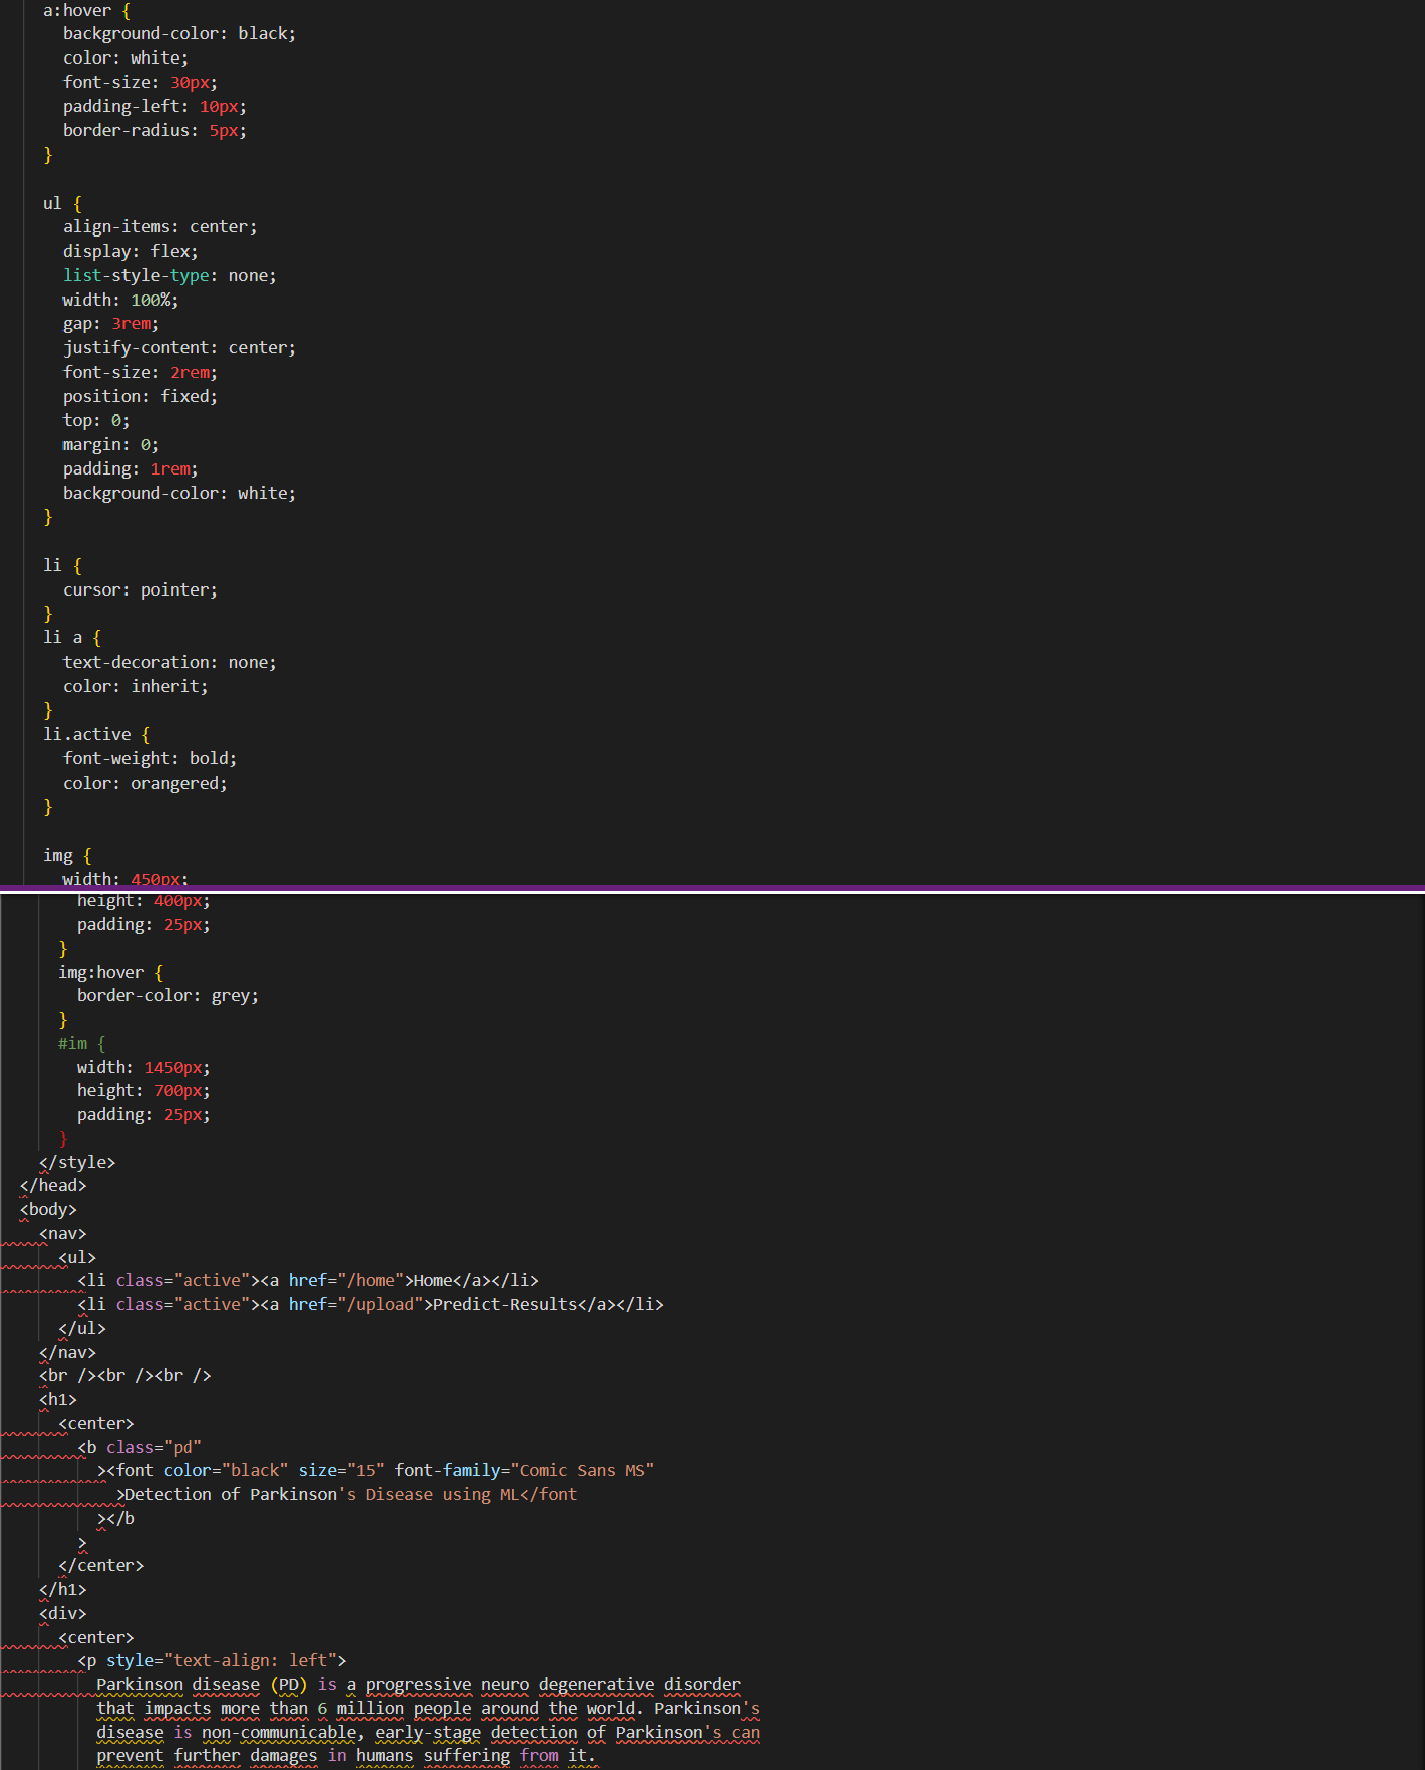 a:hover {
background-color: black;
color: white;
font-size: 30px;
padding-left: 10px;
border-radius: 5px;
}
ul {
align-items: center;
display: flex;
list-style-type: none;
width: 100%;
gap: 3rem;
justify-content: center;
font-size: 2rem;
position: fixed;
top: 0;
margin: 0;
padding: 1rem;
background-color: white;
}
li {
cursor: pointer;
}
li a {
text-decoration: none;
color: inherit;
}
li.active {
font-weight: bold;
color: orangered;
}
img {
width: 450px;
height: 400px;
padding: 25px;
}
img:hover {
border-color: grey;
}
#im {
width: 1450px;
height: 700px;
padding: 25px;
}
</style>
</head>
<body>
<nav>
<ul>
<li class="active"><a href="/home">Home</a></li>
<li class="active"><a href="/upload">Predict-Results</a></li>
</ul>
</nav>
<br /><br /><br />
<h1>
<center>
<b class="pd"
><font color="black" size="15" font-family="Comic Sans MS"
>Detection of Parkinson's Disease using ML</font
></b
>
</center>
</h1>
<div>
<center>
<p style="text-align: left">
Parkinson disease (PD) is a progressive neuro degenerative disorder
that impacts more than 6 million people around the world. Parkinson's
disease is non-communicable, early-stage detection of Parkinson's can
prevent further damages in humans suffering from it.